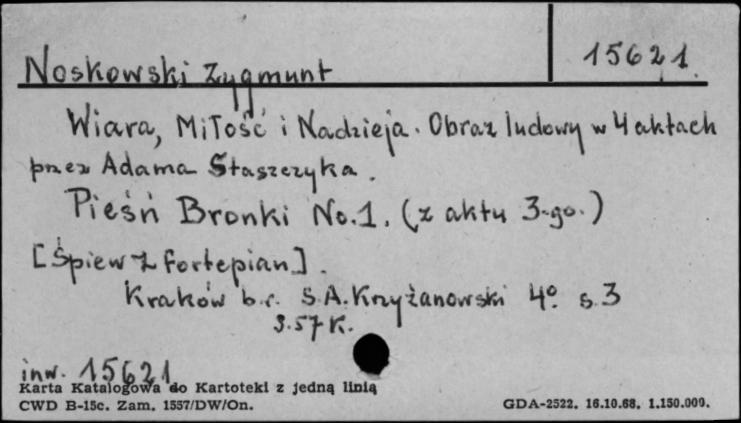 Noskowski Zygmunt
15621
Wiara, Miłość i Nadzieja. Obraz ludowy w 4 aktach
przez Adama Staszczyka.
Pieśń Bronki No.1. (z aktu 3-go.)
[Śpiew z fortepian].
Kraków b.r. S.A. Krzyżanowski 4º s.3
S.57 K.
inw. 15621
Karta Katalogowa do Kartoteki z jedną linią
CWD B-15c. Zam. 1557/DW/On.
GDA-2522. 16.10.68. 1.150.000.